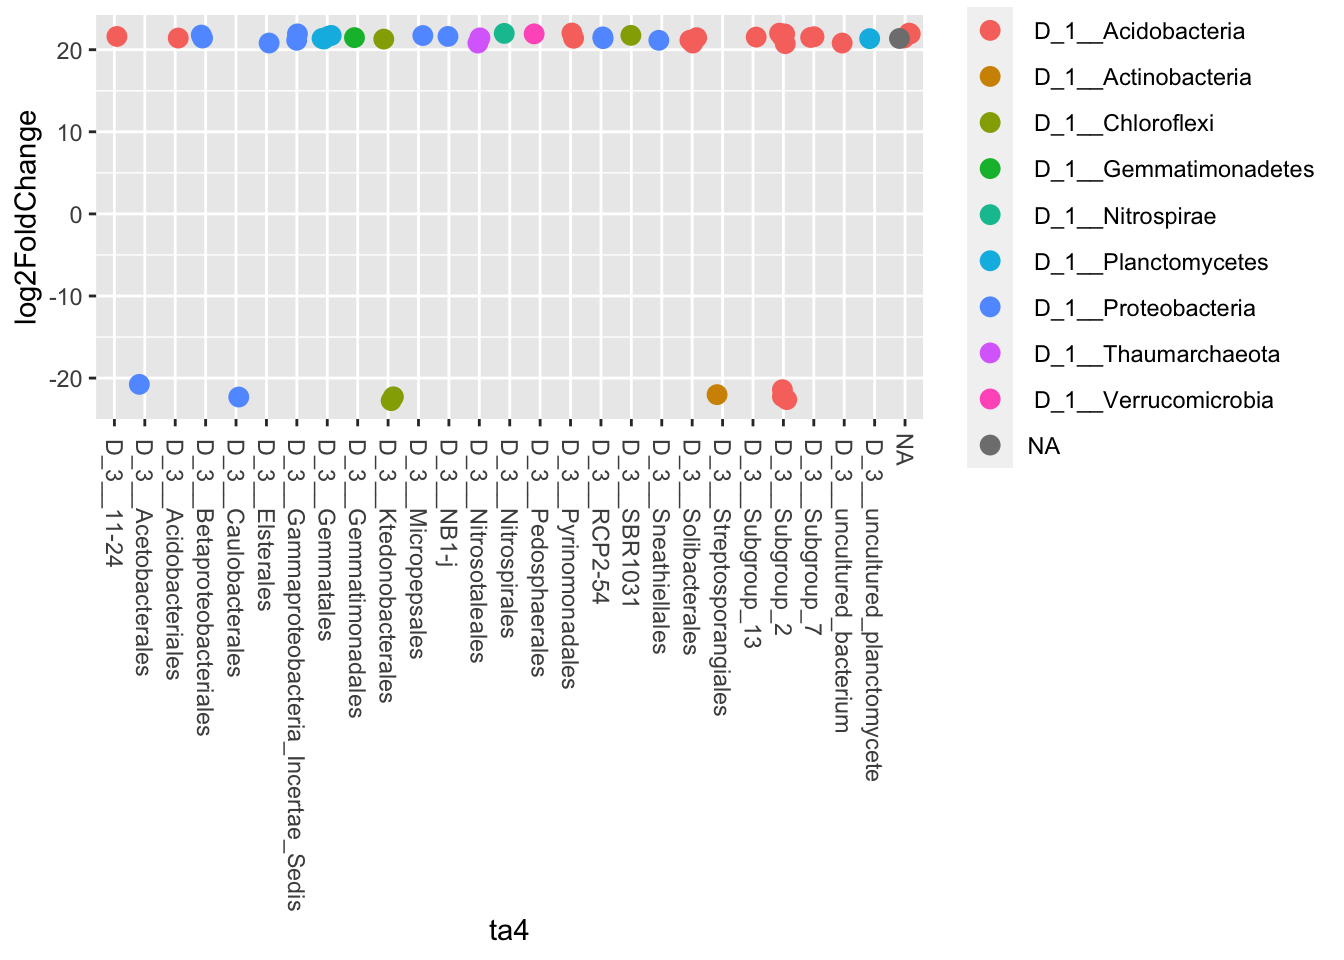 log2FoldChange
20
10
0
-10
-20
D_3__11-24
D_3__Acetobacterales
D_3__Acidobacteriales
D_3__Betaproteobacteriales
D_3__Caulobacterales
D_3__Elsterales
D_3__Gammaproteobacteria_Incertae_Sedis
D_3__Gemmatales
D_3__Gemmatimonadales
D_3__Ktedonobacterales
D_3__Micropepsales
D_3__NB1-j
D_3__Nitrosotaleales
D_3__Nitrospirales
D_3__Pedosphaerales
D_3__Pyrinomonadales
D_3__RCP2-54
D_3__SBR1031
D_3__Sneathiellales
D_3__Solibacterales
D_3__Streptosporangiales
D_3__Subgroup_13
D_3__Subgroup_2
D_3__Subgroup_7
D_3__uncultured_bacterium
D_3__uncultured_planctomycete
NA
ta4
D_1__Acidobacteria
D_1__Actinobacteria
D_1__Chloroflexi
D_1__Gemmatimonadetes
D_1__Nitrospirae
D_1__Planctomycetes
D_1__Proteobacteria
D_1__Thaumarchaeota
D_1__Verrucomicrobia
NA